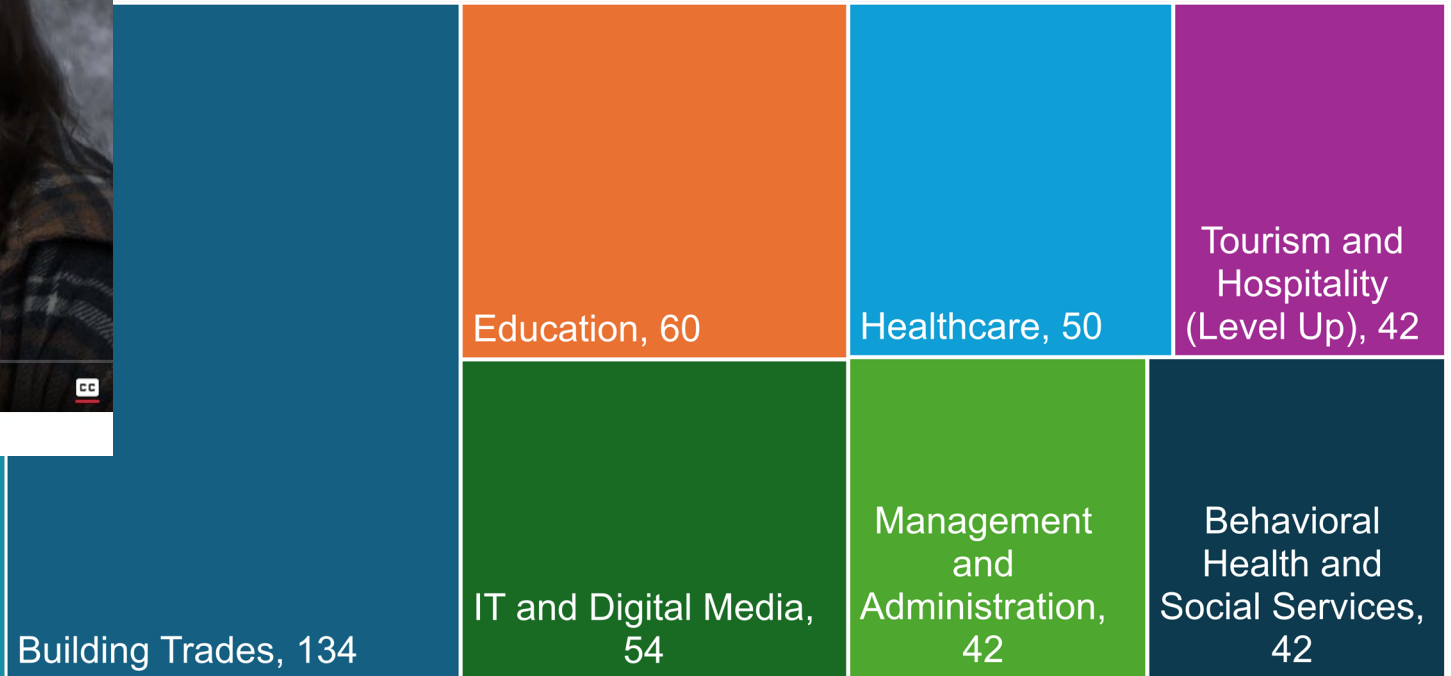 CC
Building Trades, 134
Education, 60
IT and Digital Media,
54
Healthcare, 50
Tourism and
Hospitality
(Level Up), 42
Management
and
Administration,
42
Behavioral
Health and
Social Services,
42